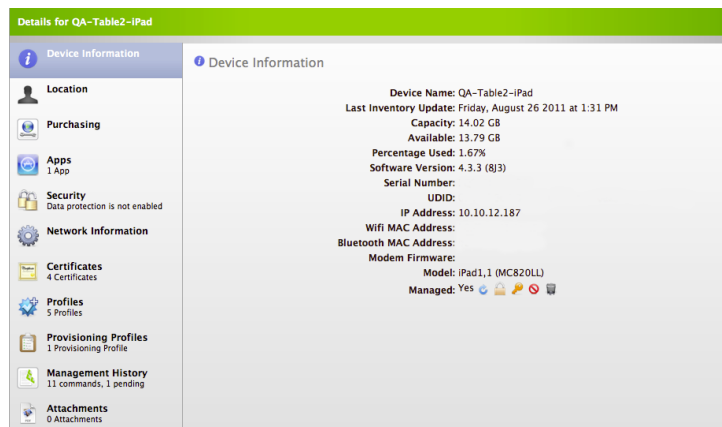 Details for QA-Table2-iPad
Device Information
Location
Purchasing
Apps
1 App
Security
Data protection is not enabled
Network Information
Certificates
4 Certificates
Profiles
5 Profiles
Provisioning Profiles
1 Provisioning Profile
Management History
11 commands, 1 pending
Attachments
0 Attachments
Device Information
Device Name: QA-Table2-iPad
Last Inventory Update: Friday, August 26 2011 at 1:31 PM
Capacity: 14.02 GB
Available: 13.79 GB
Percentage Used: 1.67%
Software Version: 4.3.3 (8J3)
Serial Number:
UDID:
IP Address: 10.10.12.187
Wifi MAC Address:
Bluetooth MAC Address:
Modem Firmware:
Model: iPad1,1 (MC820LL)
Managed: Yes